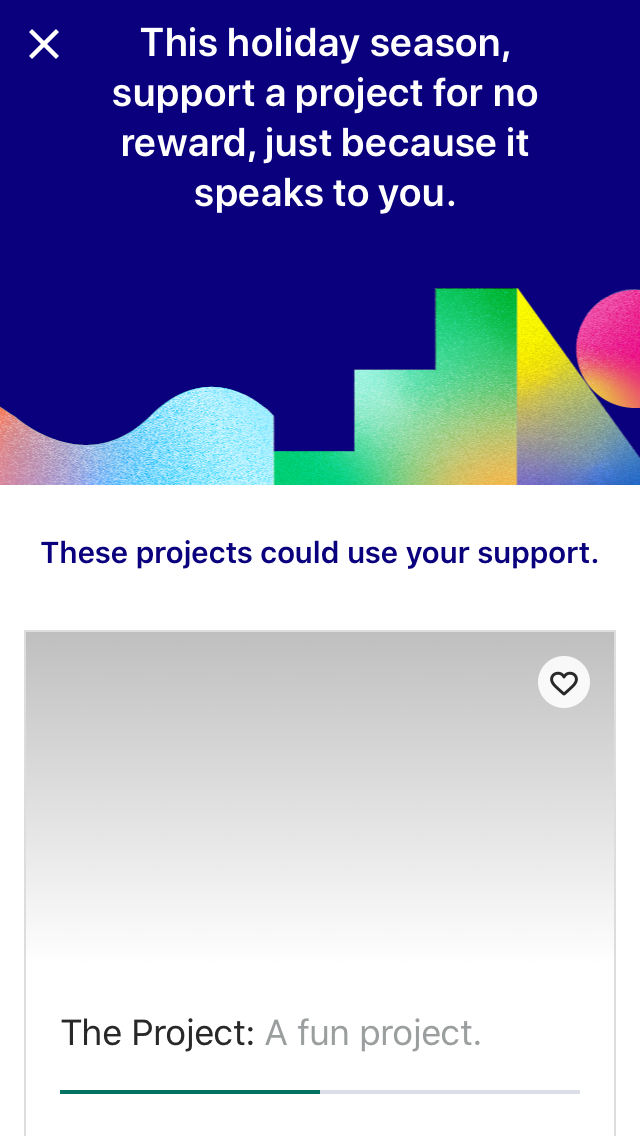 This holiday season,
support a project for no
reward, just because it
speaks to you.
These projects could use your support.
The Project: A fun project.